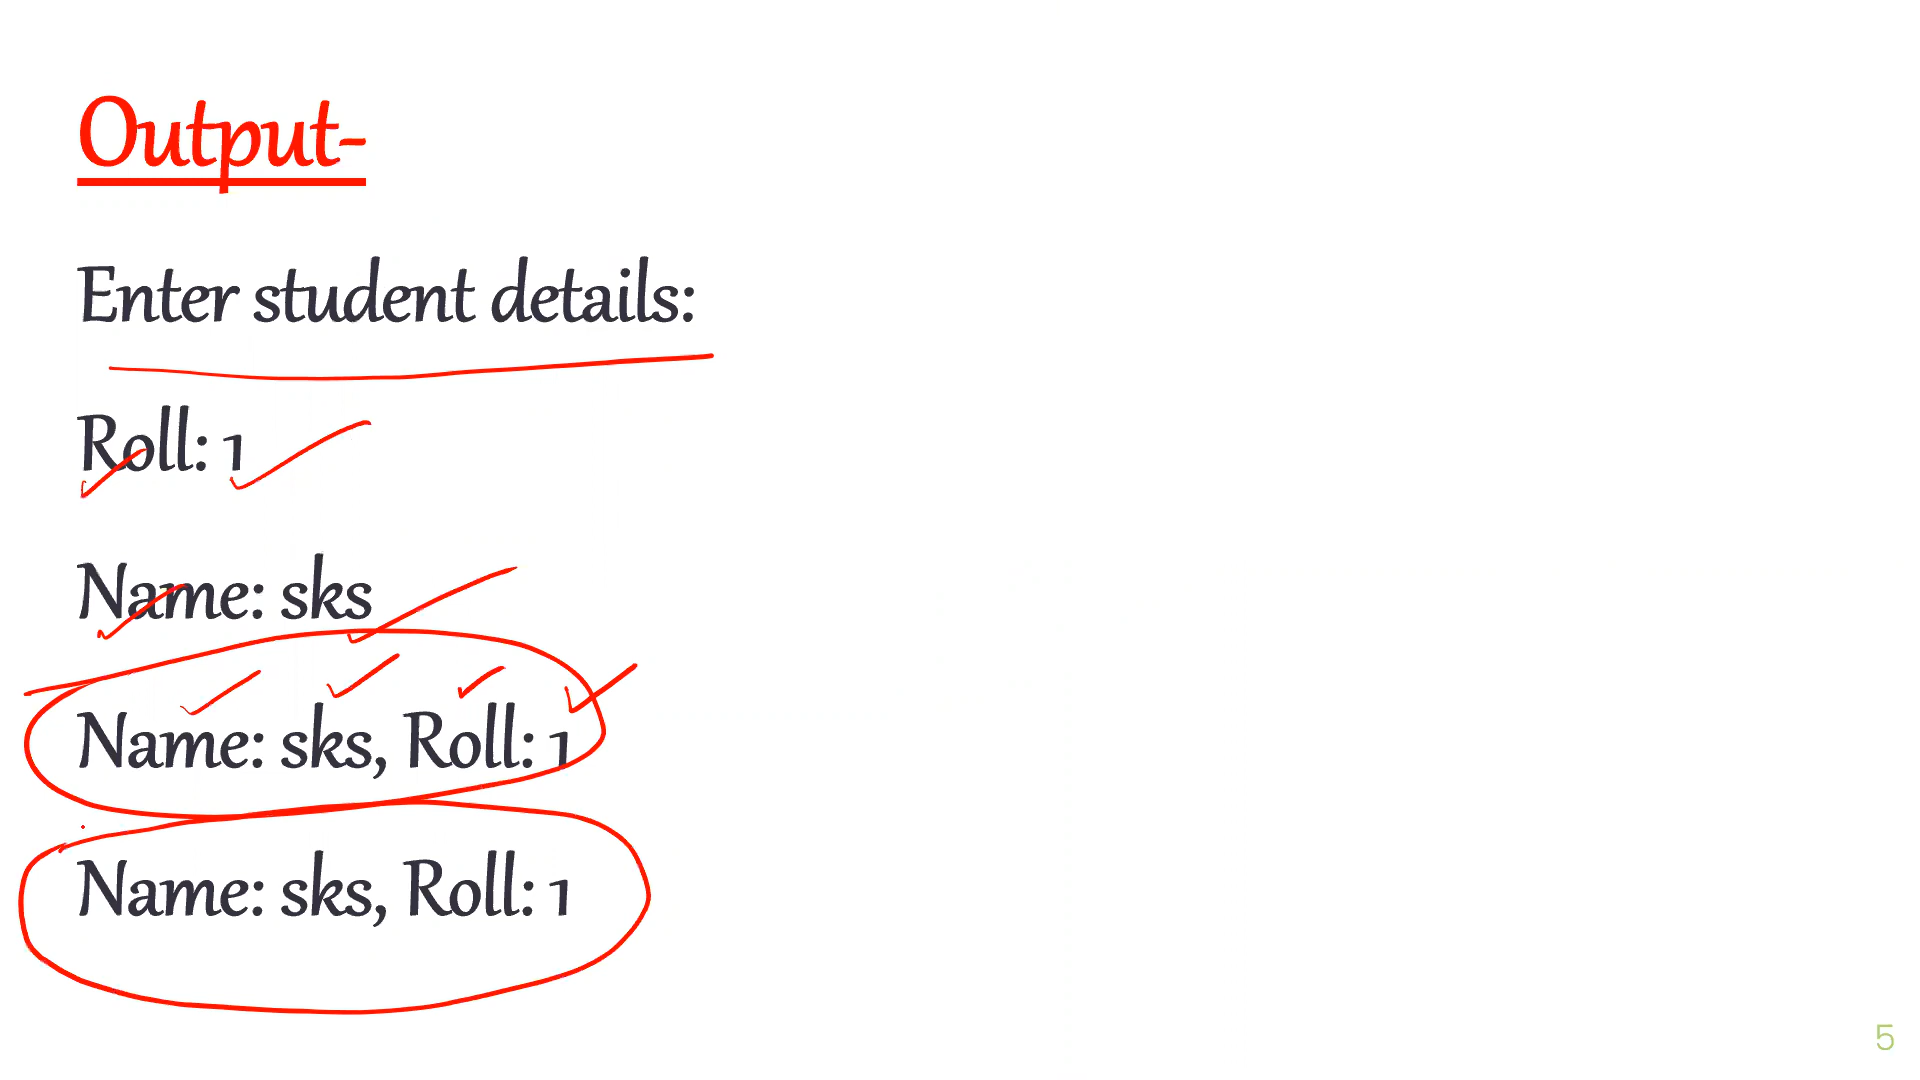 Output-
Enter student details:
Roll: 1
Name: sks
Name: sks, Roll: 1
Name: sks, Roll: 1
5